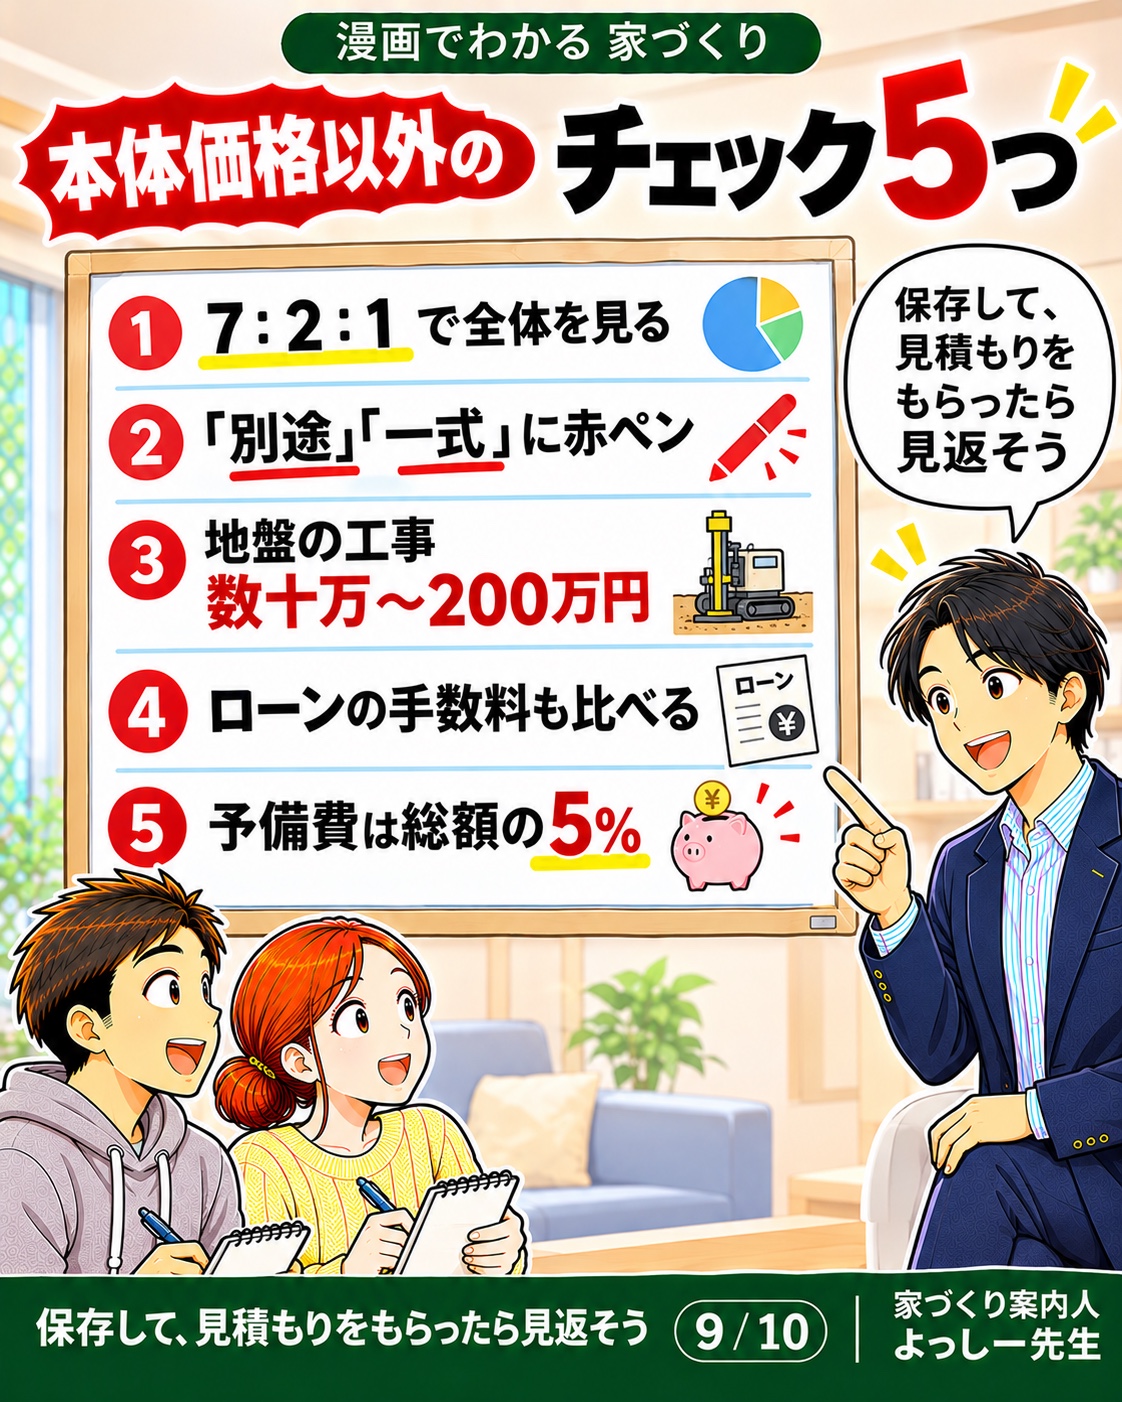 漫画でわかる 家づくり
本体価格以外の チェック5つ
1 7:2:1 で全体を見る
2 「別途」「一式」に赤ペン
3 地盤の工事
数十万～200万円
4 ローンの手数料も比べる
ローン
¥
5 予備費は総額の5%
¥
保存して、
見積もりを
もらったら
見返そう
保存して、見積もりをもらったら見返そう
9/10
家づくり案内人
よっしー先生